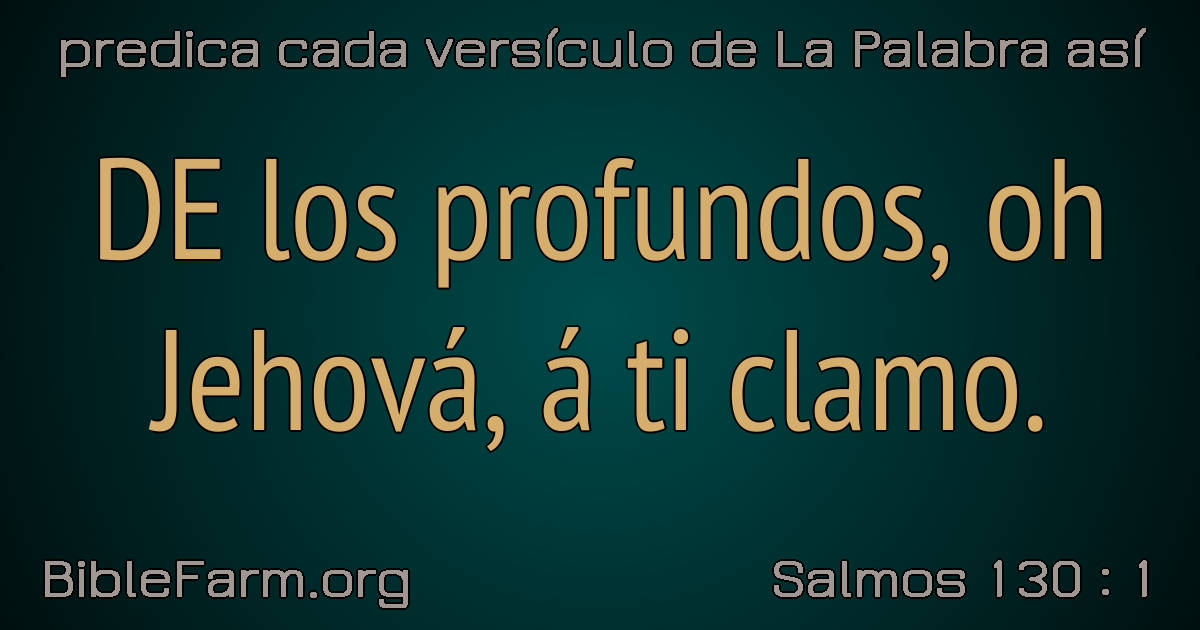 predica cada versículo de La Palabra así
DE los profundos, oh
Jehová, á ti clamo.
BibleFarm.org
Salmos 130 : 1